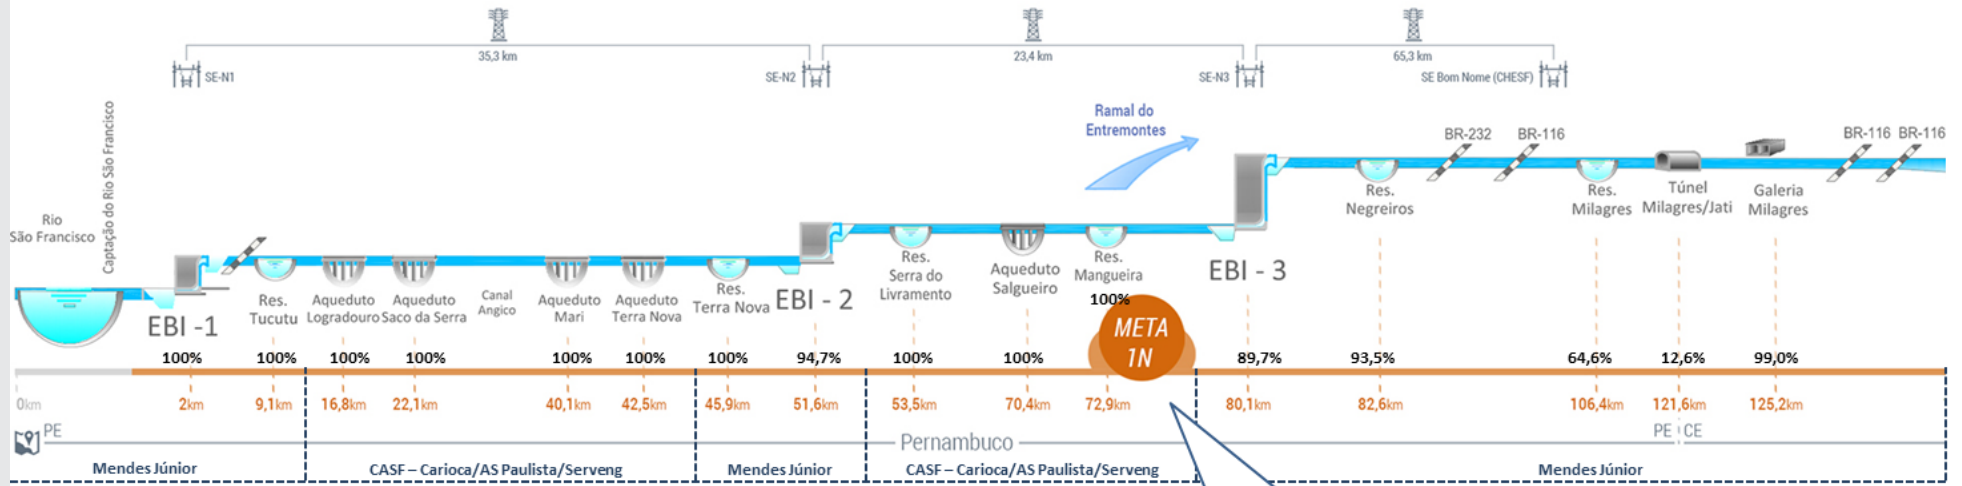 35,3 km
23,4 km
65,3 km
SE-N1
SE-N2
SE-N3
SE Bom Nome (CHESF)
Captação do Rio São Francisco
Ramal do
Entremontes
BR-232
BR-116
BR-116
BR-116
Rio
São Francisco
Res.
Negreiros
Res.
Milagres
Túnel
Milagres/Jati
Galeria
Milagres
EBI -1
Res.
Tucutu
Aqueduto
Logradouro
Aqueduto
Saco da Serra
Canal
Angico
Aqueduto
Mari
Aqueduto
Terra Nova
Res.
Terra Nova
EBI - 2
Res.
Serra do
Livramento
Aqueduto
Salgueiro
Res.
Mangueira
EBI - 3
100%
META
1N
100%
100%
100%
100%
100%
100%
100%
94,7%
100%
100%
89,7%
93,5%
64,6%
12,6%
99,0%
0km
2km
9,1km
16,8km
22,1km
40,1km
42,5km
45,9km
51,6km
53,5km
70,4km
72,9km
80,1km
82,6km
106,4km
121,6km
125,2km
PE
Pernambuco
PE
CE
Mendes Júnior
CASF – Carioca/AS Paulista/Serveng
Mendes Júnior
CASF – Carioca/AS Paulista/Serveng
Mendes Júnior